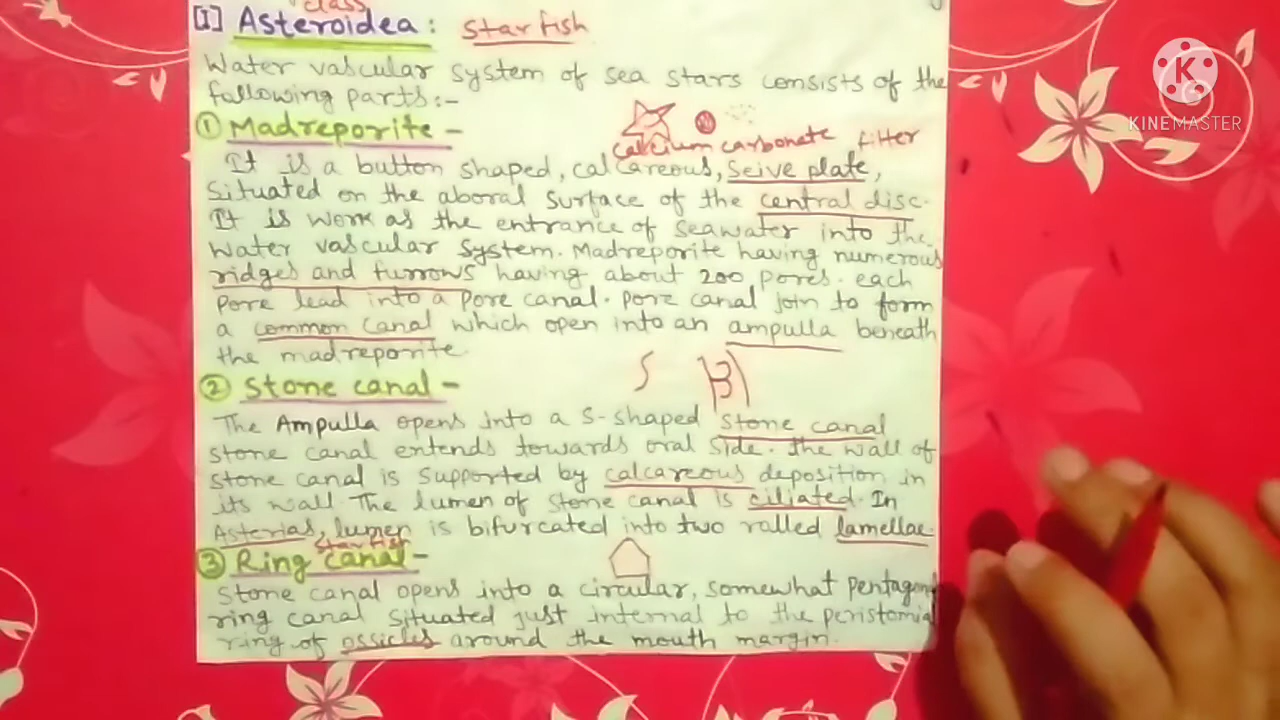 class
[I] Asteroidea: Starfish
Water vascular system of sea stars consists of the
following parts:-
① Madreporite -
calcium carbonate filter
It is a button shaped, calcareous, seive plate,
situated on the aboral surface of the central disc.
It is work as the entrance of seawater into the
water vascular system. Madreporite having numerous
ridges and furrows having about 200 pores. each
pore lead into a pore canal. pore canal join to form
a common canal which open into an ampulla beneath
the madreporite.
② Stone canal -
The Ampulla opens into a S-shaped stone canal
stone canal extends towards oral side. the wall of
stone canal is supported by calcareous deposition in
its wall The lumen of stone canal is ciliated. In
Asterias, lumen is bifurcated into two rolled lamellae.
starfish
③ Ring canal -
Stone canal opens into a circular, somewhat pentagonal
ring canal situated just internal to the peristomial
ring of ossicles around the mouth margin.
K
KINEMASTER